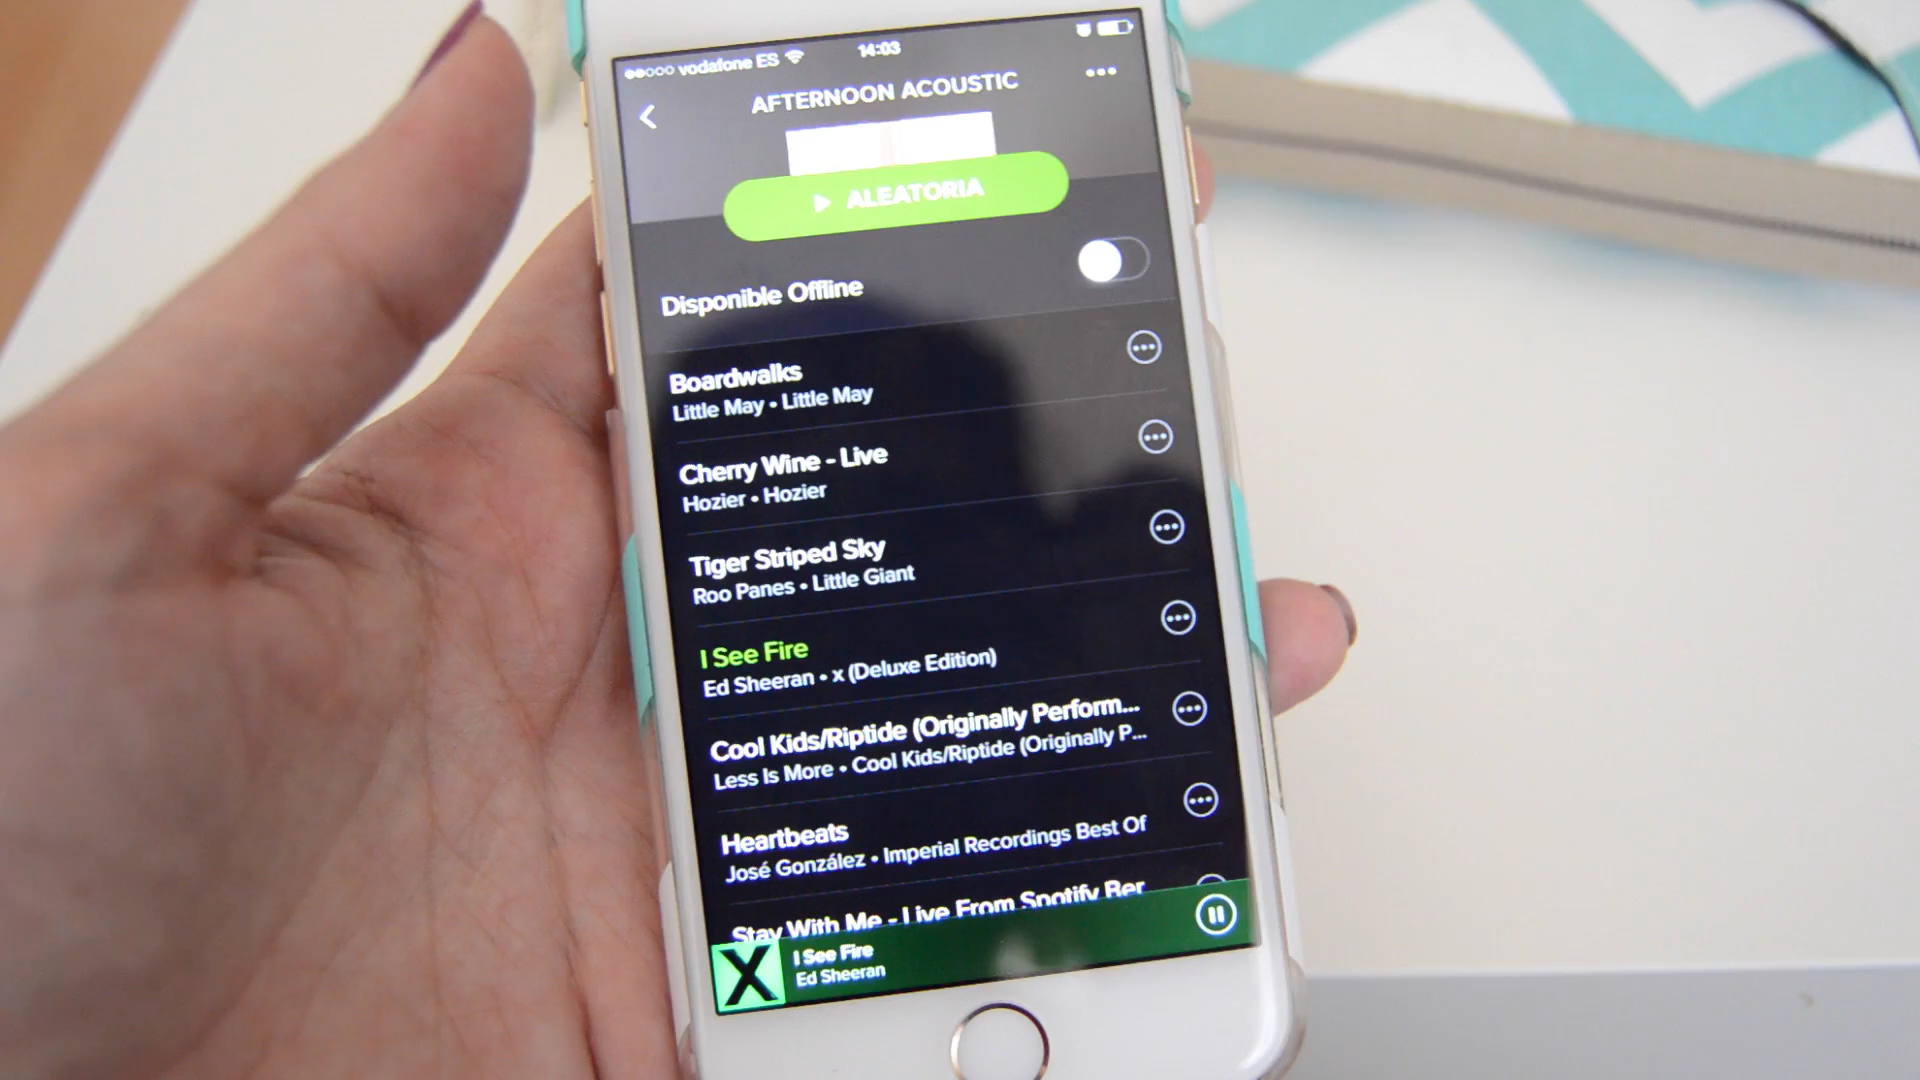 vodafone ES 14:03
AFTERNOON ACOUSTIC
ALEATORIA
Disponible Offline
Boardwalks
Little May • Little May
Cherry Wine - Live
Hozier • Hozier
Tiger Striped Sky
Roo Panes • Little Giant
I See Fire
Ed Sheeran • x (Deluxe Edition)
Cool Kids/Riptide (Originally Perform...
Less Is More • Cool Kids/Riptide (Originally P...
Heartbeats
José González • Imperial Recordings Best Of
Stay With Me - Live From Spotify Ber
X
I See Fire
Ed Sheeran